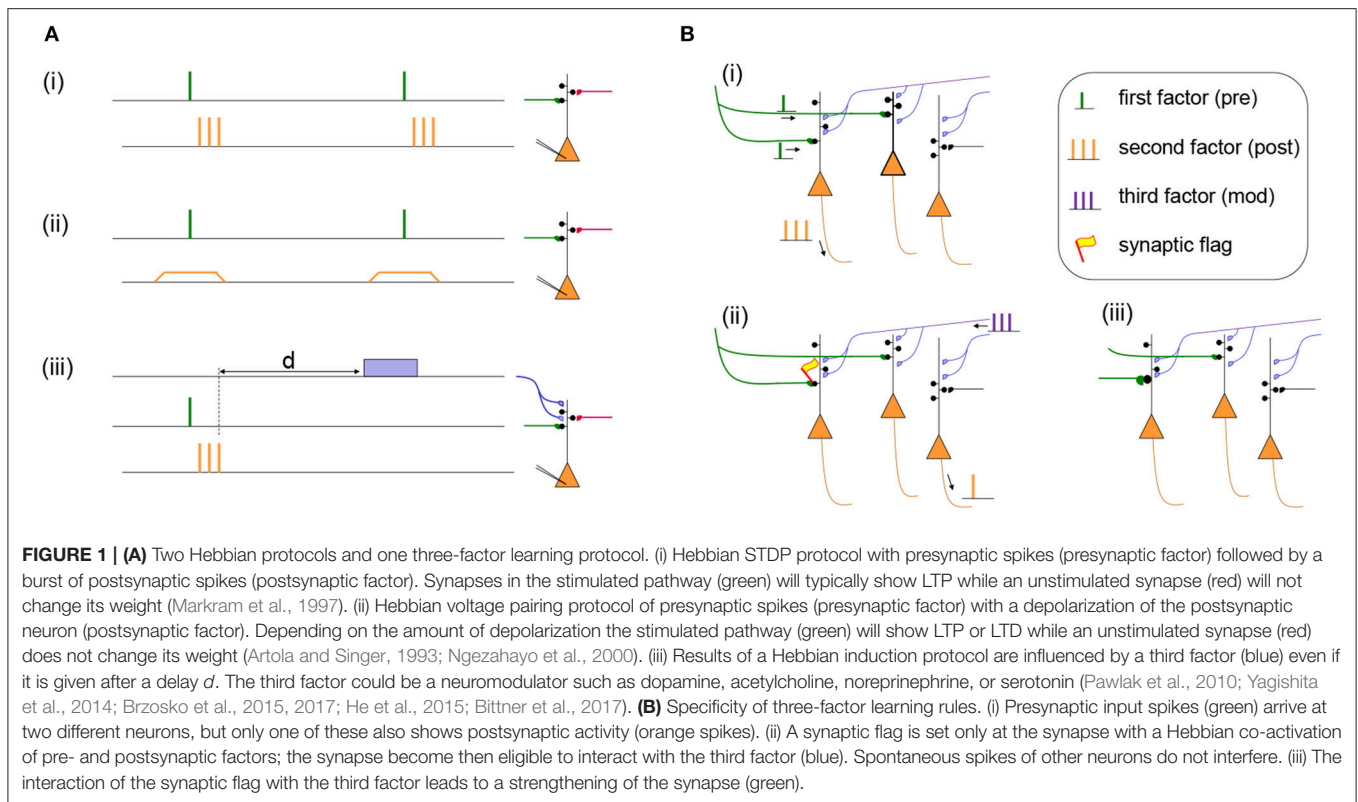 A
B
(i)
(ii)
(iii)
d
(i)
(ii)
(iii)
first factor (pre)
second factor (post)
third factor (mod)
synaptic flag
FIGURE 1 | (A) Two Hebbian protocols and one three-factor learning protocol. (i) Hebbian STDP protocol with presynaptic spikes (presynaptic factor) followed by a
burst of postsynaptic spikes (postsynaptic factor). Synapses in the stimulated pathway (green) will typically show LTP while an unstimulated synapse (red) will not
change its weight (Markram et al., 1997). (ii) Hebbian voltage pairing protocol of presynaptic spikes (presynaptic factor) with a depolarization of the postsynaptic
neuron (postsynaptic factor). Depending on the amount of depolarization the stimulated pathway (green) will show LTP or LTD while an unstimulated synapse (red)
does not change its weight (Artola and Singer, 1993; Ngezahayo et al., 2000). (iii) Results of a Hebbian induction protocol are influenced by a third factor (blue) even if
it is given after a delay d. The third factor could be a neuromodulator such as dopamine, acetylcholine, noreprinephrine, or serotonin (Pawlak et al., 2010; Yagishita
et al., 2014; Brzosko et al., 2015, 2017; He et al., 2015; Bittner et al., 2017). (B) Specificity of three-factor learning rules. (i) Presynaptic input spikes (green) arrive at
two different neurons, but only one of these also shows postsynaptic activity (orange spikes). (ii) A synaptic flag is set only at the synapse with a Hebbian co-activation
of pre- and postsynaptic factors; the synapse become then eligible to interact with the third factor (blue). Spontaneous spikes of other neurons do not interfere. (iii) The
interaction of the synaptic flag with the third factor leads to a strengthening of the synapse (green).